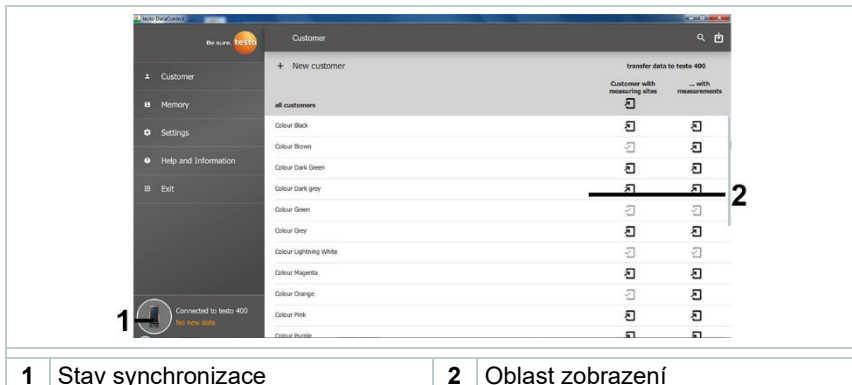 testo DataControl
Be sure. testo
Customer
Customer
Memory
Settings
Help and Information
Exit
+ New customer
transfer data to testo 400
Customer with measuring sites
... with measurements
all customers
Colour Black
Colour Brown
Colour Dark Green
Colour Dark grey
2
Colour Green
Colour Grey
Colour Lightning White
Colour Magenta
Colour Orange
Colour Pink
Colour Purple
1
Connected to testo 400
No new data
1 Stav synchronizace 2 Oblast zobrazení